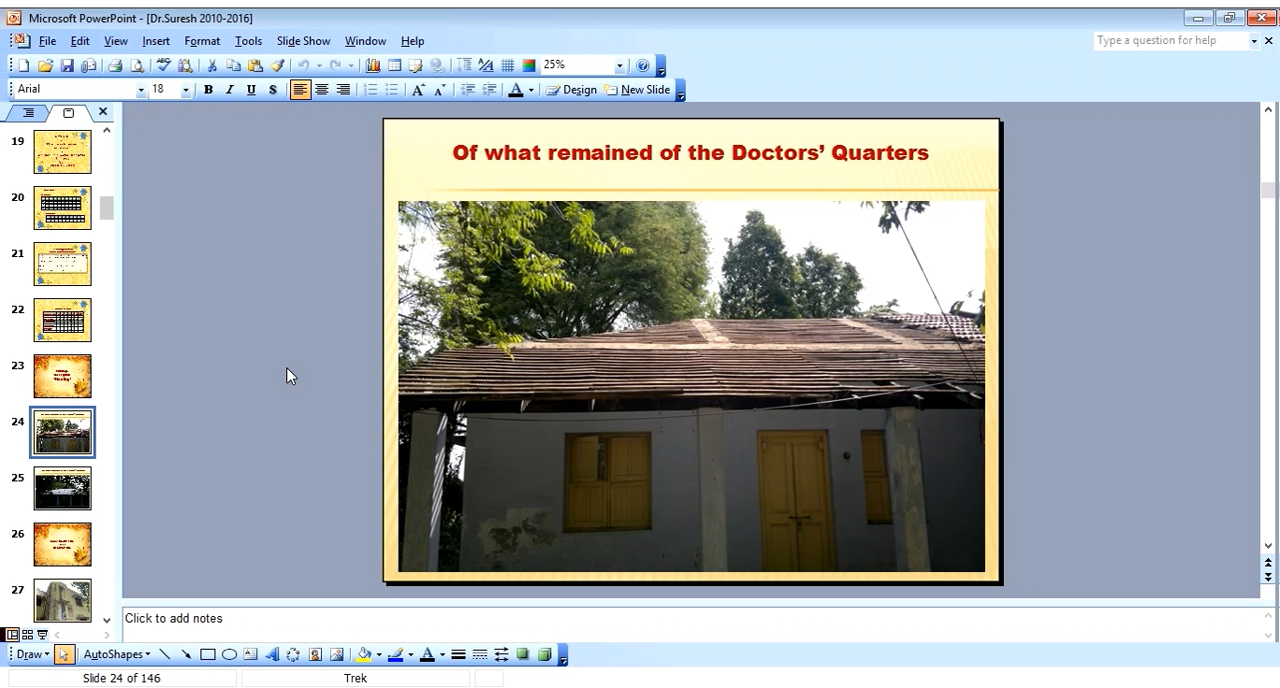 Microsoft PowerPoint - [Dr.Suresh 2010-2016]
File Edit View Insert Format Tools Slide Show Window Help
Type a question for help
25%
Arial 18 B I U S A A A Design New Slide
19
20
21
22
23
24
25
26
27
Of what remained of the Doctors’ Quarters
Click to add notes
Draw AutoShapes A
Slide 24 of 146 Trek